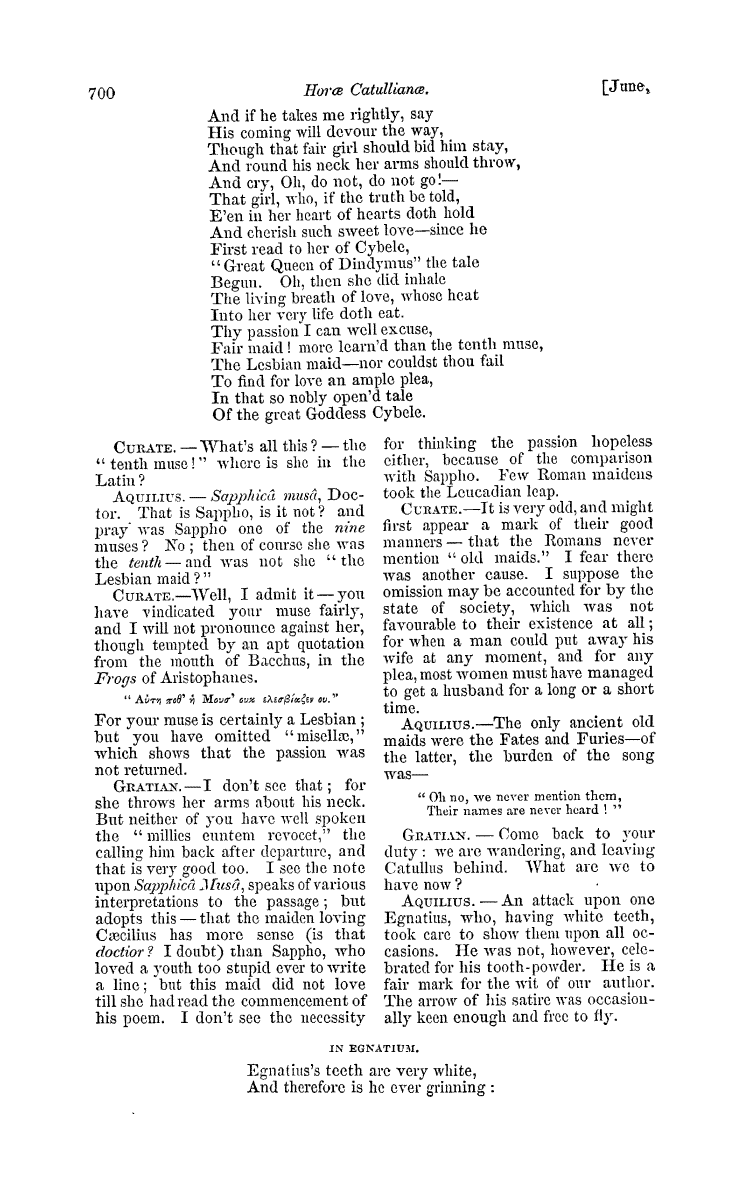 700 Horæ Catullianæ. [June,
And if he takes me rightly, say
His coming will devour the way,
Though that fair girl should bid him stay,
And round his neck her arms should throw,
And cry, Oh, do not, do not go!—
That girl, who, if the truth be told,
E'en in her heart of hearts doth hold
And cherish such sweet love—since he
First read to her of Cybele,
"Great Queen of Dindymus" the tale
Begun. Oh, then she did inhale
The living breath of love, whose heat
Into her very life doth eat.
Thy passion I can well excuse,
Fair maid! more learn'd than the tenth muse,
The Lesbian maid—nor couldst thou fail
To find for love an ample plea,
In that so nobly open'd tale
Of the great Goddess Cybele.
CURATE.—What's all this?—the
"tenth muse!" where is she in the
Latin?
AQUILIUS.—Sapphicâ musâ, Doc-
tor. That is Sappho, is it not? and
pray was Sappho one of the nine
muses? No; then of course she was
the tenth—and was not she "the
Lesbian maid?"
CURATE.—Well, I admit it—you
have vindicated your muse fairly,
and I will not pronounce against her,
though tempted by an apt quotation
from the mouth of Bacchus, in the
Frogs of Aristophanes.
"Αὑτη ποθ' ἡ Μουσ' ουκ ελεσβίαζεν ου."
For your muse is certainly a Lesbian;
but you have omitted "misellæ,"
which shows that the passion was
not returned.
GRATIAN.—I don't see that; for
she throws her arms about his neck.
But neither of you have well spoken
the "millies euntem revocet," the
calling him back after departure, and
that is very good too. I see the note
upon Sapphicâ Musâ, speaks of various
interpretations to the passage; but
adopts this—that the maiden loving
Cæcilius has more sense (is that
doctior? I doubt) than Sappho, who
loved a youth too stupid ever to write
a line; but this maid did not love
till she had read the commencement of
his poem. I don't see the necessity
for thinking the passion hopeless
either, because of the comparison
with Sappho. Few Roman maidens
took the Leucadian leap.
CURATE.—It is very odd, and might
first appear a mark of their good
manners—that the Romans never
mention "old maids." I fear there
was another cause. I suppose the
omission may be accounted for by the
state of society, which was not
favourable to their existence at all;
for when a man could put away his
wife at any moment, and for any
plea, most women must have managed
to get a husband for a long or a short
time.
AQUILIUS.—The only ancient old
maids were the Fates and Furies—of
the latter, the burden of the song
was—
"Oh no, we never mention them,
Their names are never heard!"
GRATIAN.—Come back to your
duty: we are wandering, and leaving
Catullus behind. What are we to
have now?
AQUILIUS.—An attack upon one
Egnatius, who, having white teeth,
took care to show them upon all oc-
casions. He was not, however, cele-
brated for his tooth-powder. He is a
fair mark for the wit of our author.
The arrow of his satire was occasion-
ally keen enough and free to fly.
IN EGNATIUM.
Egnatius's teeth are very white,
And therefore is he ever grinning: